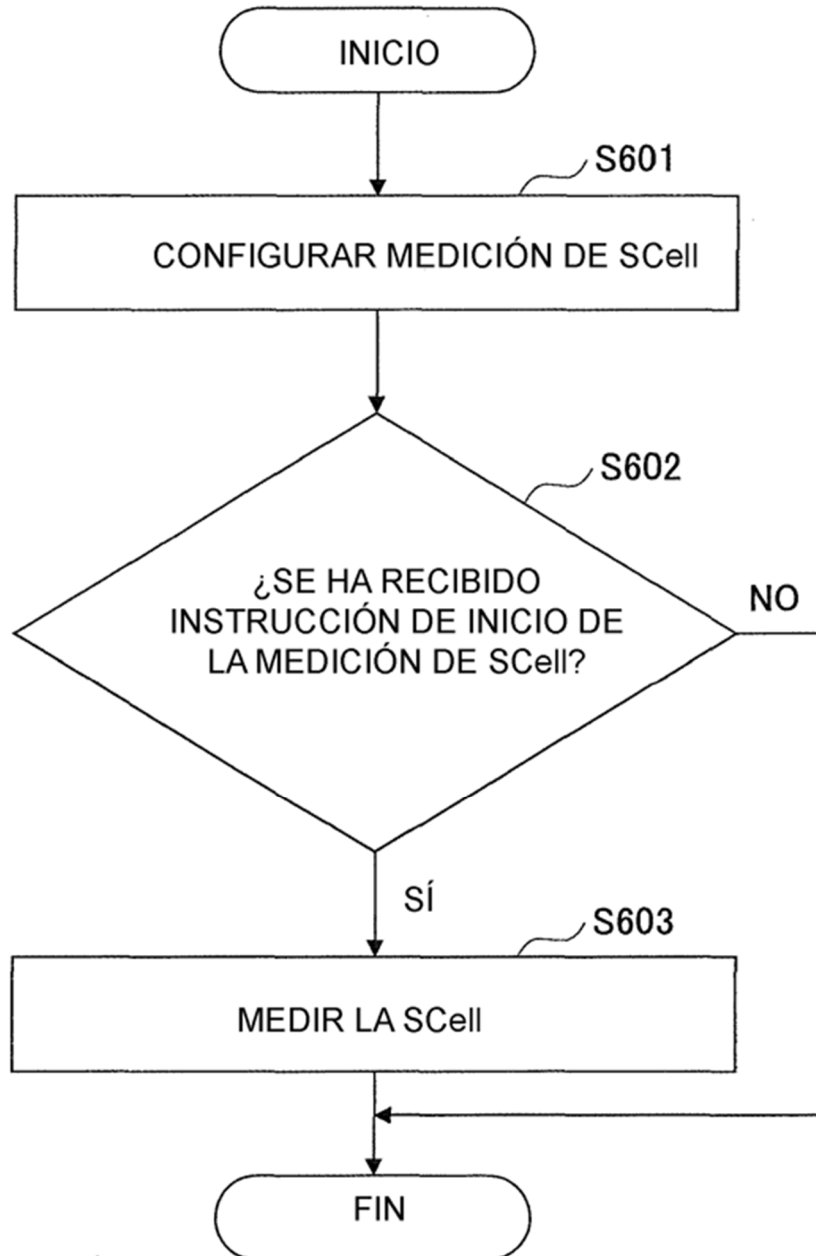 INICIO
S601
CONFIGURAR MEDICIÓN DE SCell
S602
¿SE HA RECIBIDO
INSTRUCCIÓN DE INICIO DE
LA MEDICIÓN DE SCell?
NO
SÍ
S603
MEDIR LA SCell
FIN